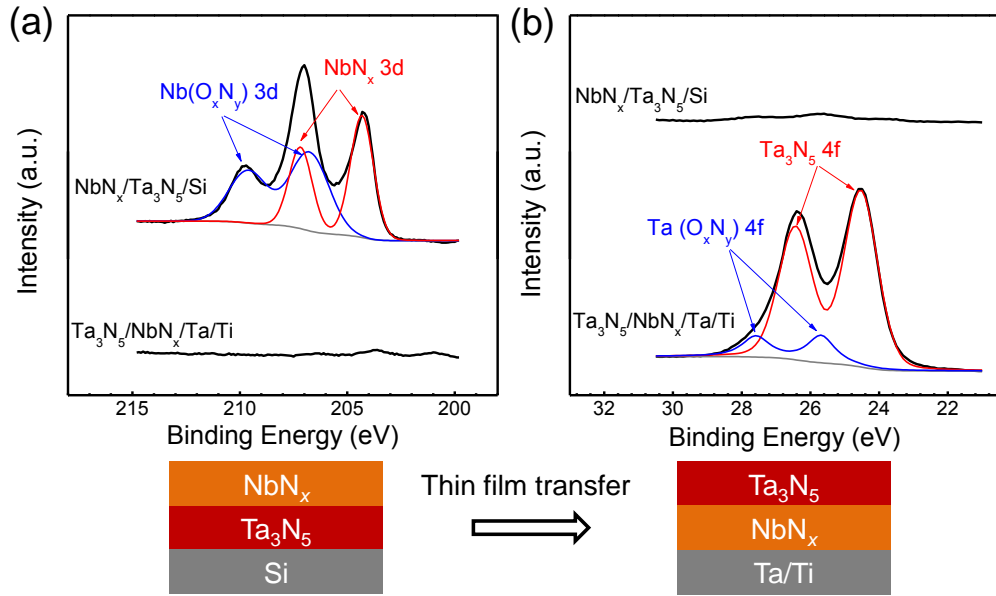 (a)
Nb(OₓNᵧ) 3d
NbNₓ 3d
NbNₓ/Ta₃N₅/Si
Ta₃N₅/NbNₓ/Ta/Ti
Intensity (a.u.)
215 210 205 200
Binding Energy (eV)
(b)
NbNₓ/Ta₃N₅/Si
Ta₃N₅ 4f
Ta (OₓNᵧ) 4f
Ta₃N₅/NbNₓ/Ta/Ti
Intensity (a.u.)
32 30 28 26 24 22
Binding Energy (eV)
NbNₓ
Ta₃N₅
Si
Thin film transfer
Ta₃N₅
NbNₓ
Ta/Ti